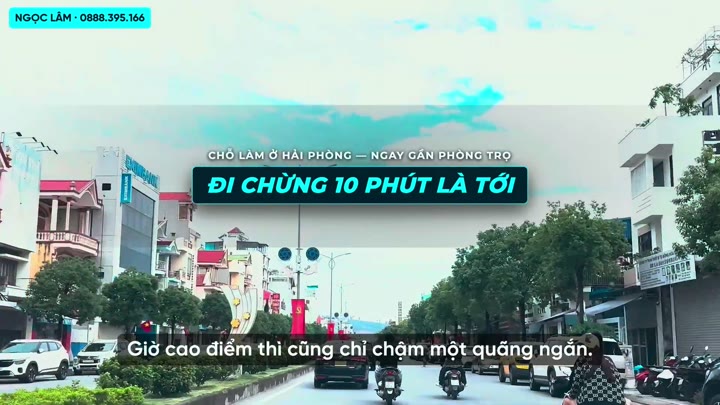 NGỌC LÂM · 0888.395.166
CHỖ LÀM Ở HẢI PHÒNG — NGAY GẦN PHÒNG TRỌ
ĐI CHỪNG 10 PHÚT LÀ TỚI
Giờ cao điểm thì cũng chỉ chậm một quãng ngắn.